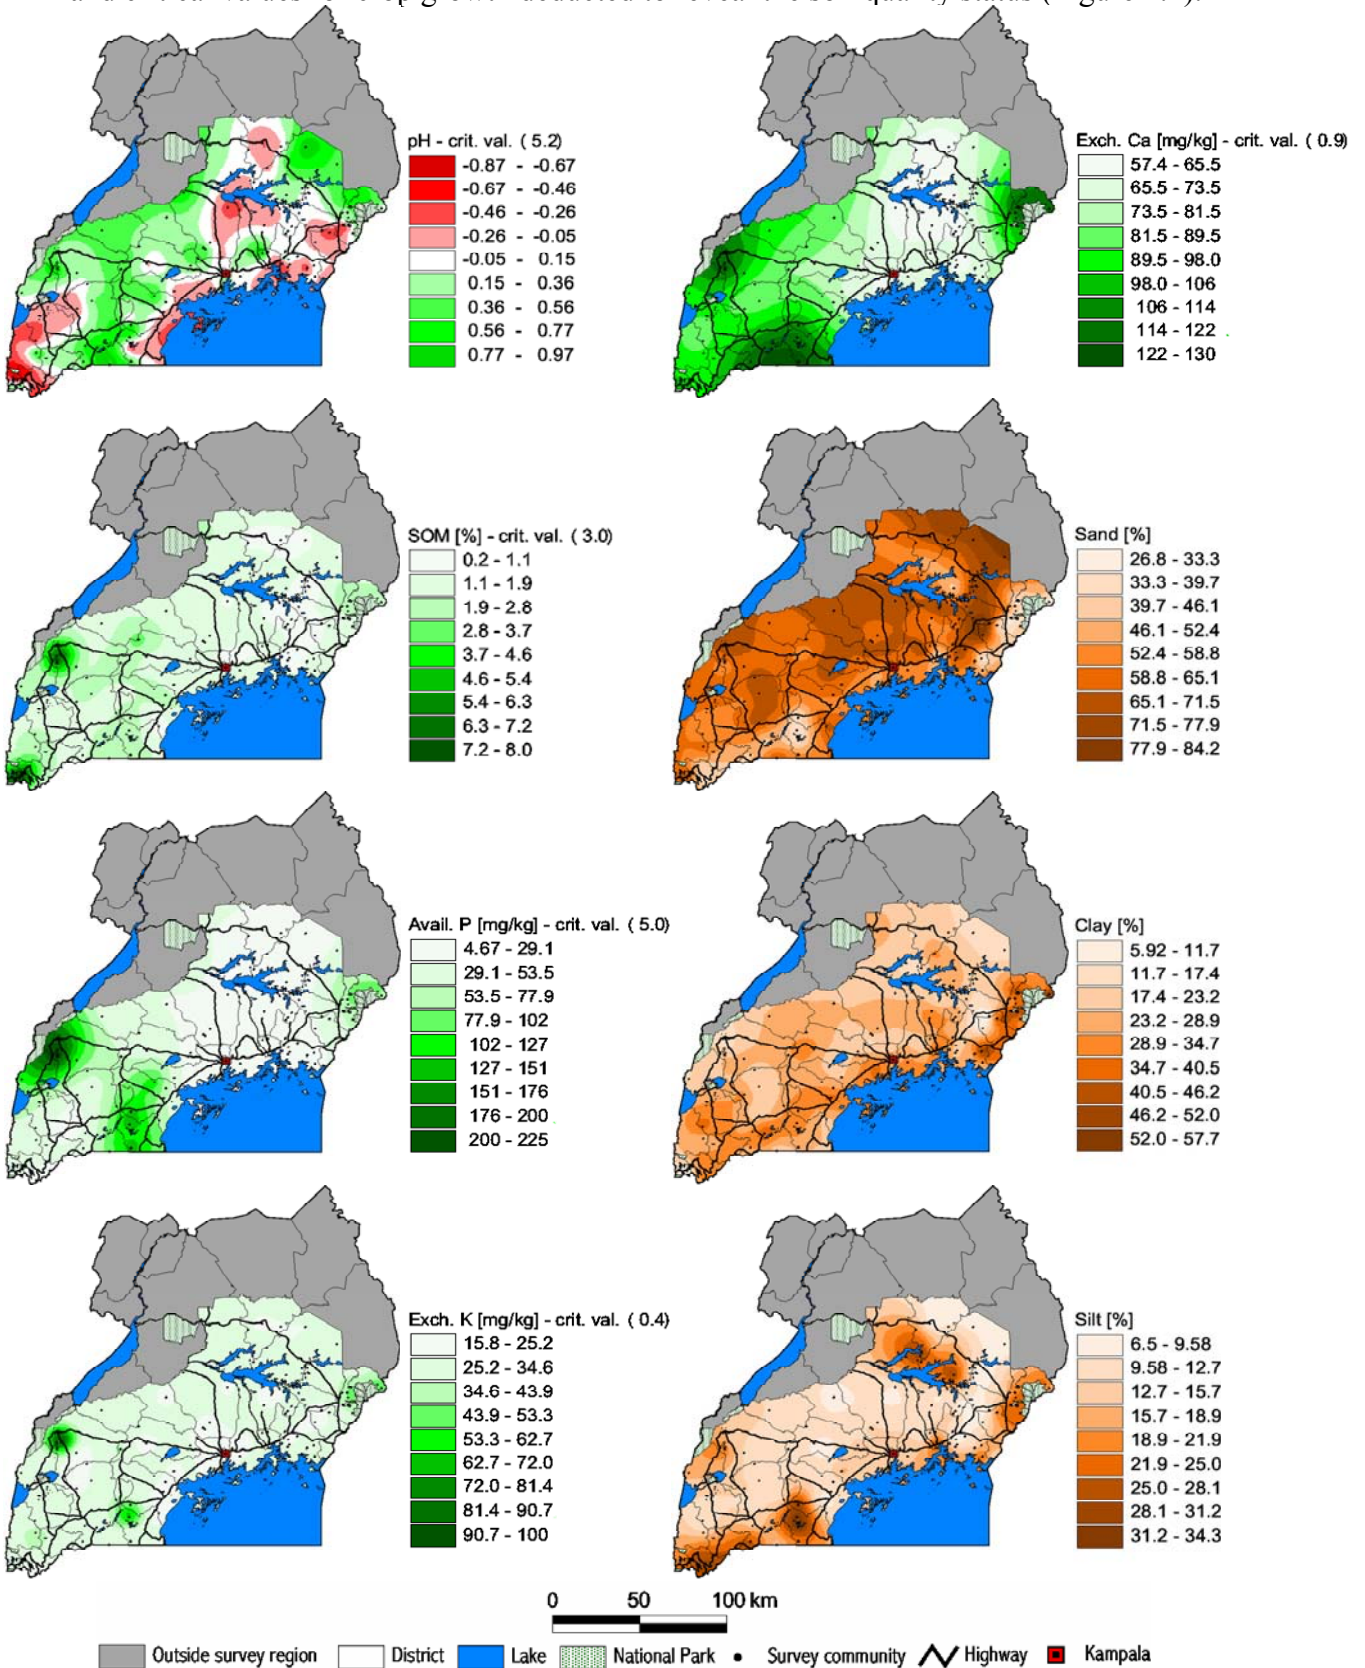 pH - crit. val. ( 5.2)
-0.87 - -0.67
-0.67 - -0.46
-0.46 - -0.26
-0.26 - -0.05
-0.05 - 0.15
0.15 - 0.36
0.36 - 0.56
0.56 - 0.77
0.77 - 0.97
Exch. Ca [mg/kg] - crit. val. ( 0.9)
57.4 - 65.5
65.5 - 73.5
73.5 - 81.5
81.5 - 89.5
89.5 - 98.0
98.0 - 106
106 - 114
114 - 122
122 - 130
SOM [%] - crit. val. ( 3.0)
0.2 - 1.1
1.1 - 1.9
1.9 - 2.8
2.8 - 3.7
3.7 - 4.6
4.6 - 5.4
5.4 - 6.3
6.3 - 7.2
7.2 - 8.0
Sand [%]
26.8 - 33.3
33.3 - 39.7
39.7 - 46.1
46.1 - 52.4
52.4 - 58.8
58.8 - 65.1
65.1 - 71.5
71.5 - 77.9
77.9 - 84.2
Avail. P [mg/kg] - crit. val. ( 5.0)
4.67 - 29.1
29.1 - 53.5
53.5 - 77.9
77.9 - 102
102 - 127
127 - 151
151 - 176
176 - 200
200 - 225
Clay [%]
5.92 - 11.7
11.7 - 17.4
17.4 - 23.2
23.2 - 28.9
28.9 - 34.7
34.7 - 40.5
40.5 - 46.2
46.2 - 52.0
52.0 - 57.7
Exch. K [mg/kg] - crit. val. ( 0.4)
15.8 - 25.2
25.2 - 34.6
34.6 - 43.9
43.9 - 53.3
53.3 - 62.7
62.7 - 72.0
72.0 - 81.4
81.4 - 90.7
90.7 - 100
Silt [%]
6.5 - 9.58
9.58 - 12.7
12.7 - 15.7
15.7 - 18.9
18.9 - 21.9
21.9 - 25.0
25.0 - 28.1
28.1 - 31.2
31.2 - 34.3
0 50 100 km
Outside survey region District Lake National Park Survey community Highway Kampala